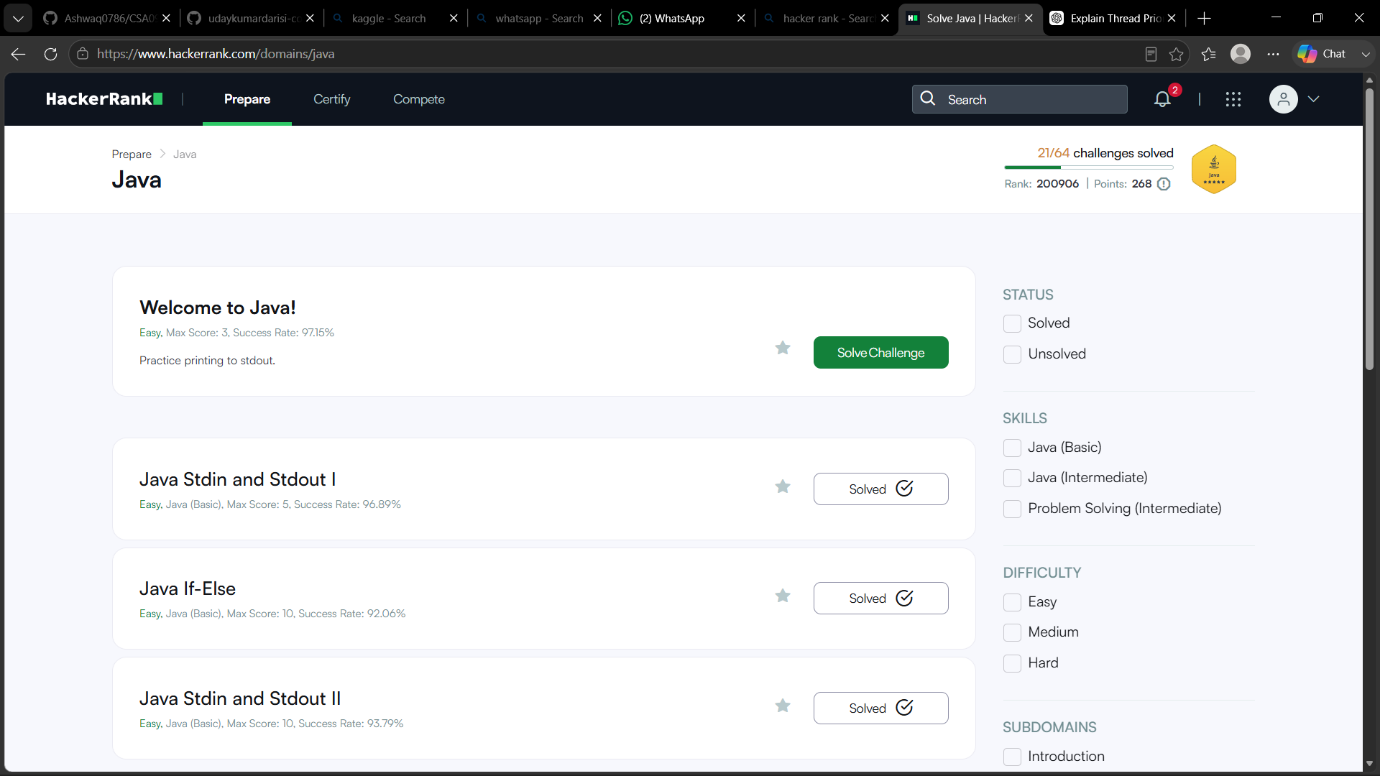 Ashwaq0786/CSA0
udaykumardarisi-c
kaggle - Search
whatsapp - Search
(2) WhatsApp
hacker rank - Searc
Solve Java | Hacker
Explain Thread Prio
https://www.hackerrank.com/domains/java
Chat
HackerRank
Prepare
Certify
Compete
Search
2
Prepare > Java
Java
21/64 challenges solved
Rank: 200906 | Points: 268
Java
Welcome to Java!
Easy, Max Score: 3, Success Rate: 97.15%
Practice printing to stdout.
Solve Challenge
Java Stdin and Stdout I
Easy, Java (Basic), Max Score: 5, Success Rate: 96.89%
Solved
Java If-Else
Easy, Java (Basic), Max Score: 10, Success Rate: 92.06%
Solved
Java Stdin and Stdout II
Easy, Java (Basic), Max Score: 10, Success Rate: 93.79%
Solved
STATUS
Solved
Unsolved
SKILLS
Java (Basic)
Java (Intermediate)
Problem Solving (Intermediate)
DIFFICULTY
Easy
Medium
Hard
SUBDOMAINS
Introduction